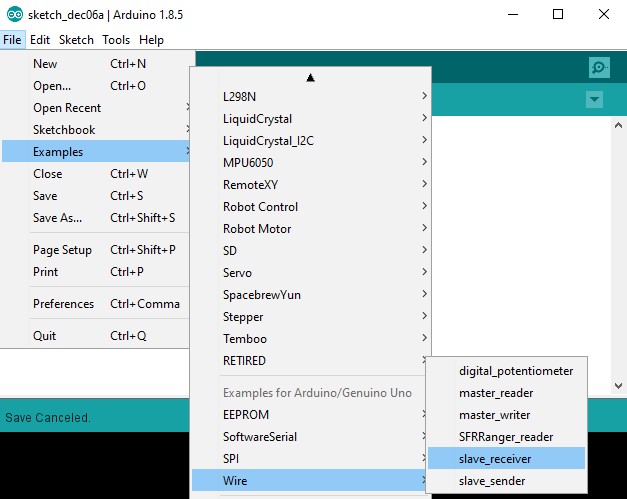 sketch_dec06a | Arduino 1.8.5
File Edit Sketch Tools Help
New Ctrl+N
Open... Ctrl+O
Open Recent
Sketchbook
Examples
Close Ctrl+W
Save Ctrl+S
Save As... Ctrl+Shift+S
Page Setup Ctrl+Shift+P
Print Ctrl+P
Preferences Ctrl+Comma
Quit Ctrl+Q
L298N
LiquidCrystal
LiquidCrystal_I2C
MPU6050
RemoteXY
Robot Control
Robot Motor
SD
Servo
SpacebrewYun
Stepper
Temboo
RETIRED
Examples for Arduino/Genuino Uno
EEPROM
SoftwareSerial
SPI
Wire
digital_potentiometer
master_reader
master_writer
SFRRanger_reader
slave_receiver
slave_sender
Save Canceled.